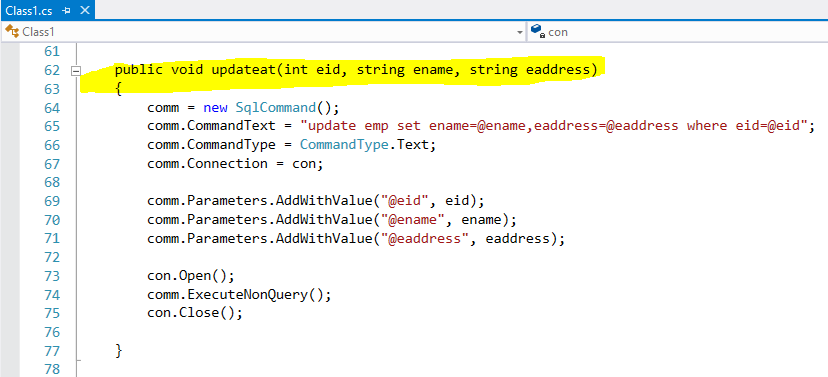 Class1.cs
Class1
con
61
62 public void updateat(int eid, string ename, string eaddress)
63 {
64 comm = new SqlCommand();
65 comm.CommandText = "update emp set ename=@ename,eaddress=@eaddress where eid=@eid";
66 comm.CommandType = CommandType.Text;
67 comm.Connection = con;
68
69 comm.Parameters.AddWithValue("@eid", eid);
70 comm.Parameters.AddWithValue("@ename", ename);
71 comm.Parameters.AddWithValue("@eaddress", eaddress);
72
73 con.Open();
74 comm.ExecuteNonQuery();
75 con.Close();
76
77 }
78